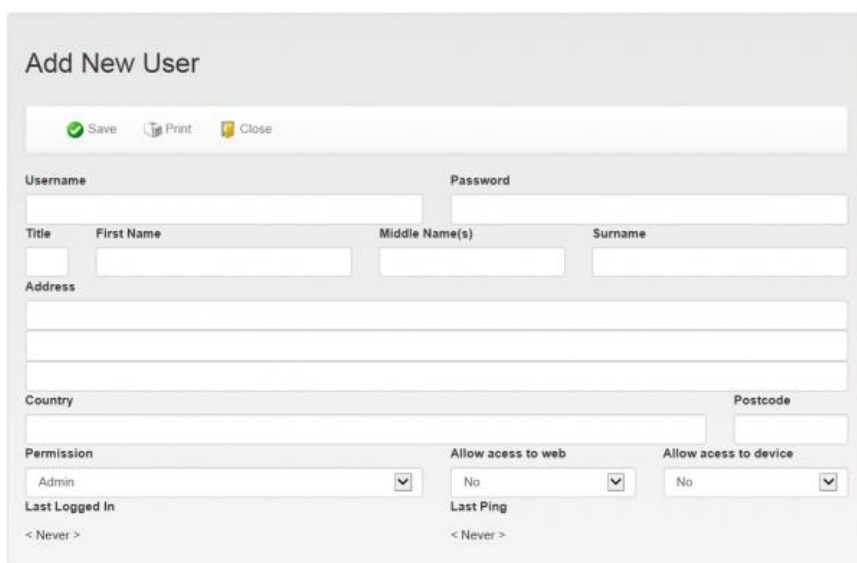 Add New User
Save Print Close
Username Password
Title First Name Middle Name(s) Surname
Address
Country Postcode
Permission Allow acess to web Allow acess to device
Admin No No
Last Logged In Last Ping
< Never > < Never >